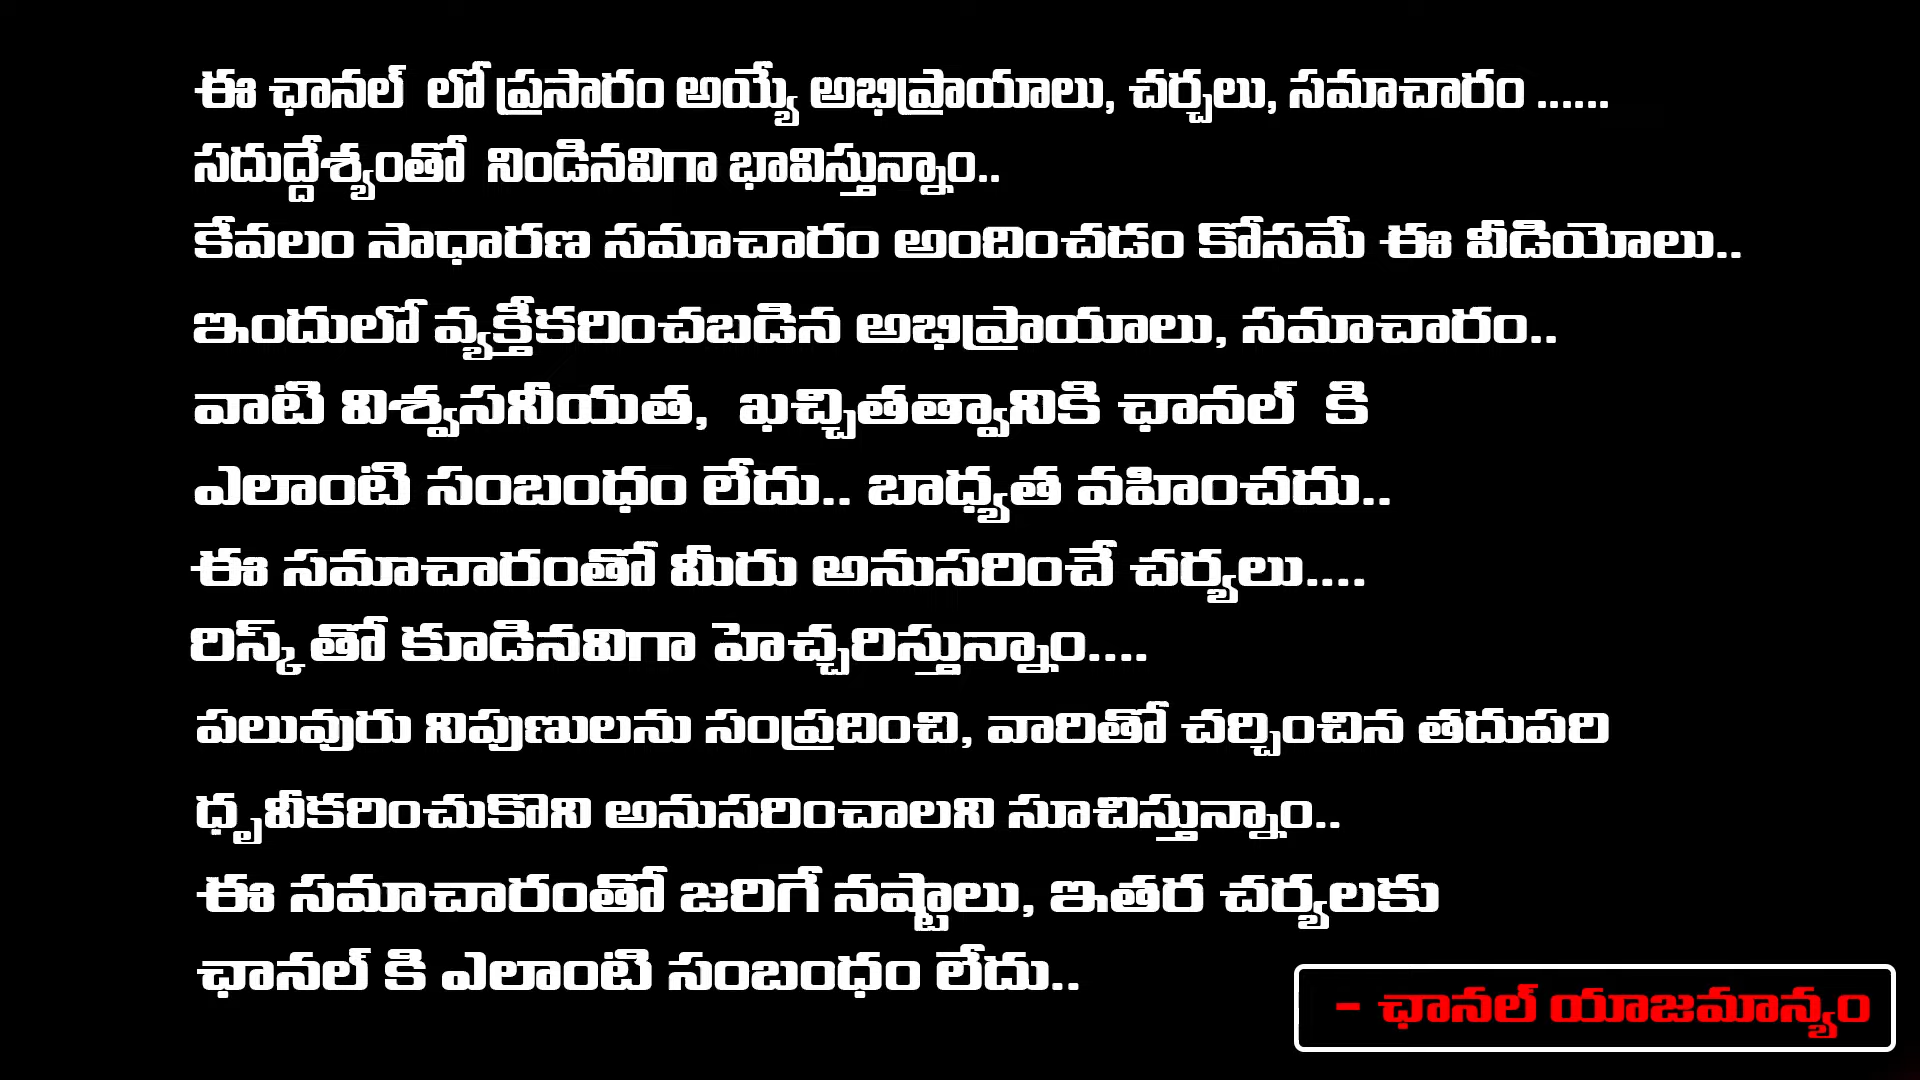 ఈ ఛానల్ లో ప్రసారం అయ్యే అభిప్రాయాలు, చర్చలు, సమాచారం ......
సదుద్దేశ్యంతో నిండినవిగా భావిస్తున్నాం..
కేవలం సాధారణ సమాచారం అందించడం కోసమే ఈ వీడియోలు..
ఇందులో వ్యక్తీకరించబడిన అభిప్రాయాలు, సమాచారం..
వాటి విశ్వసనీయత, ఖచ్చితత్వానికి ఛానల్ కి
ఎలాంటి సంబంధం లేదు.. బాధ్యత వహించదు..
ఈ సమాచారంతో మీరు అనుసరించే చర్యలు....
రిస్క్ తో కూడినవిగా హెచ్చరిస్తున్నాం....
పలువురు నిపుణులను సంప్రదించి, వారితో చర్చించిన తదుపరి
ధృవీకరించుకొని అనుసరించాలని సూచిస్తున్నాం..
ఈ సమాచారంతో జరిగే నష్టాలు, ఇతర చర్యలకు
ఛానల్ కి ఎలాంటి సంబంధం లేదు..
- ఛానల్ యాజమాన్యం